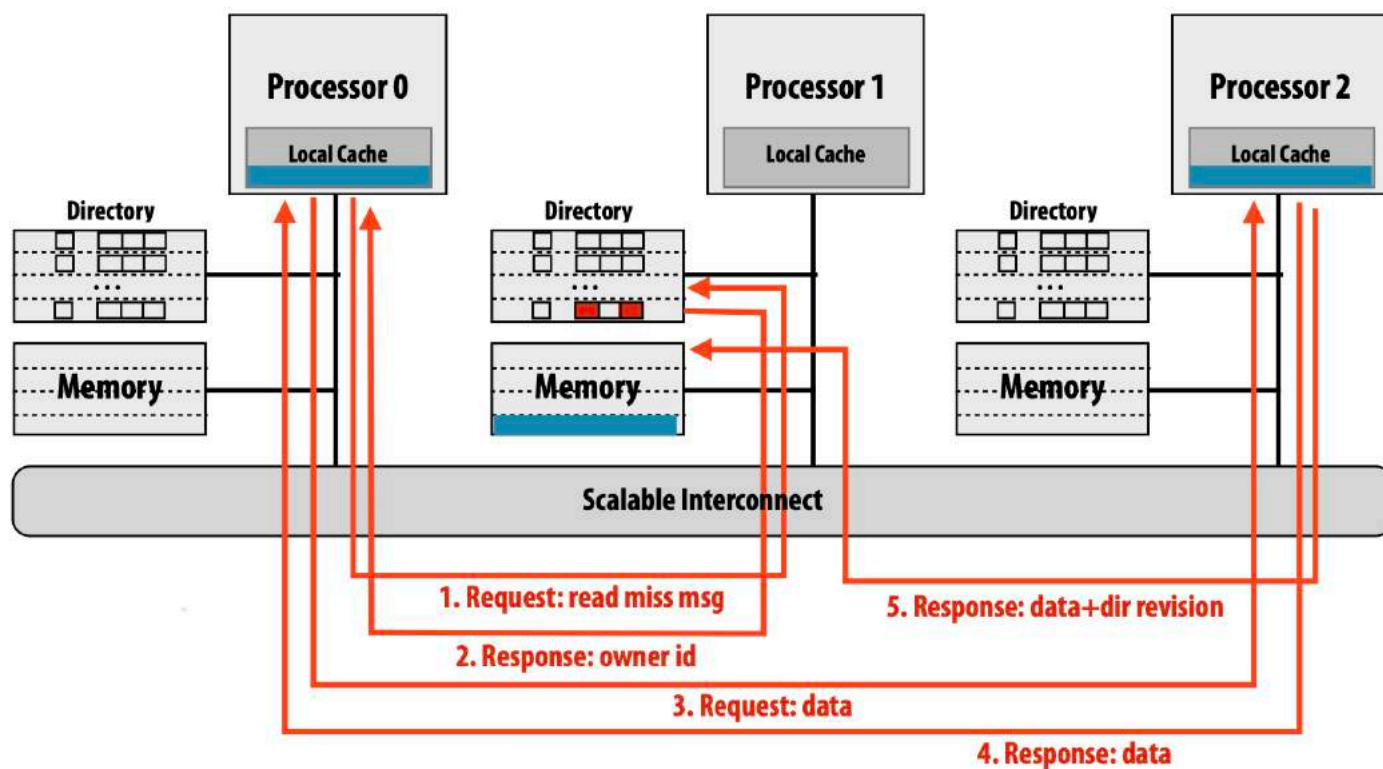 Processor 0
Processor 1
Processor 2
Local Cache
Local Cache
Local Cache
Directory
Directory
Directory
...
...
...
Memory
Memory
Memory
Scalable Interconnect
1. Request: read miss msg
5. Response: data+dir revision
2. Response: owner id
3. Request: data
4. Response: data